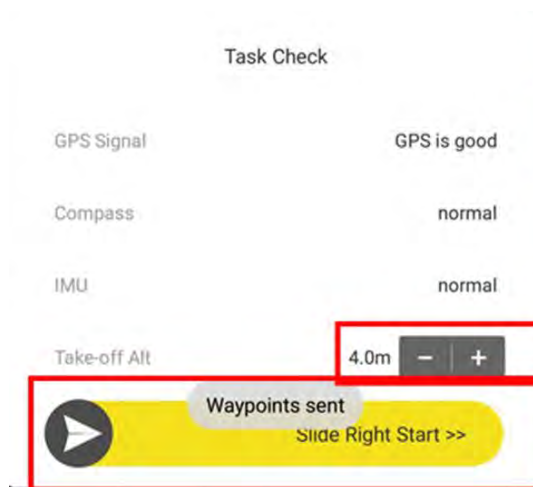 Task Check
GPS Signal GPS is good
Compass normal
IMU normal
Take-off Alt 4.0m − +
Waypoints sent
Slide Right Start >>